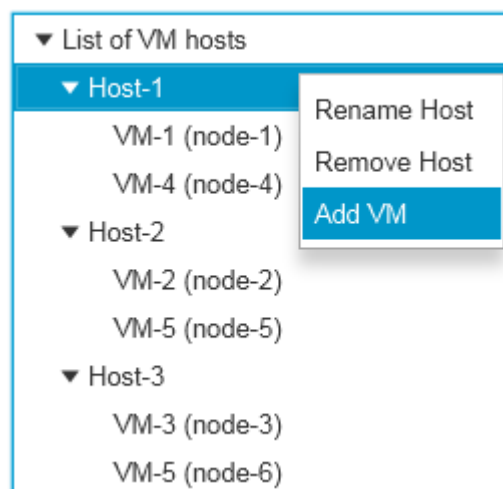 List of VM hosts
Host-1
Rename Host
VM-1 (node-1)
Remove Host
VM-4 (node-4)
Add VM
Host-2
VM-2 (node-2)
VM-5 (node-5)
Host-3
VM-3 (node-3)
VM-5 (node-6)